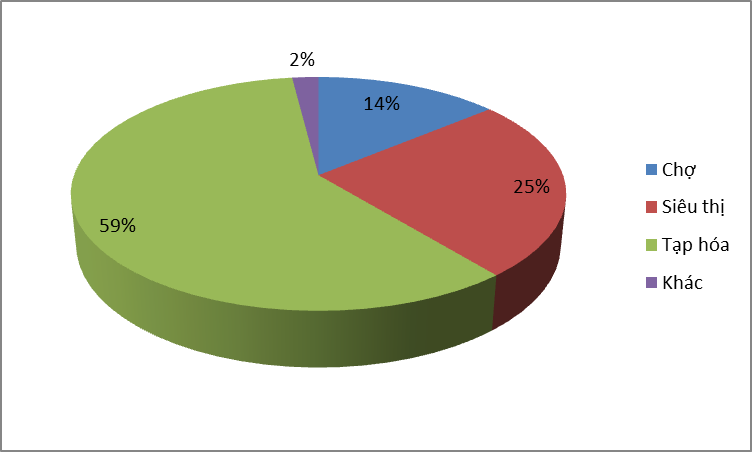 2%
14%
25%
59%
Chợ
Siêu thị
Tạp hóa
Khác